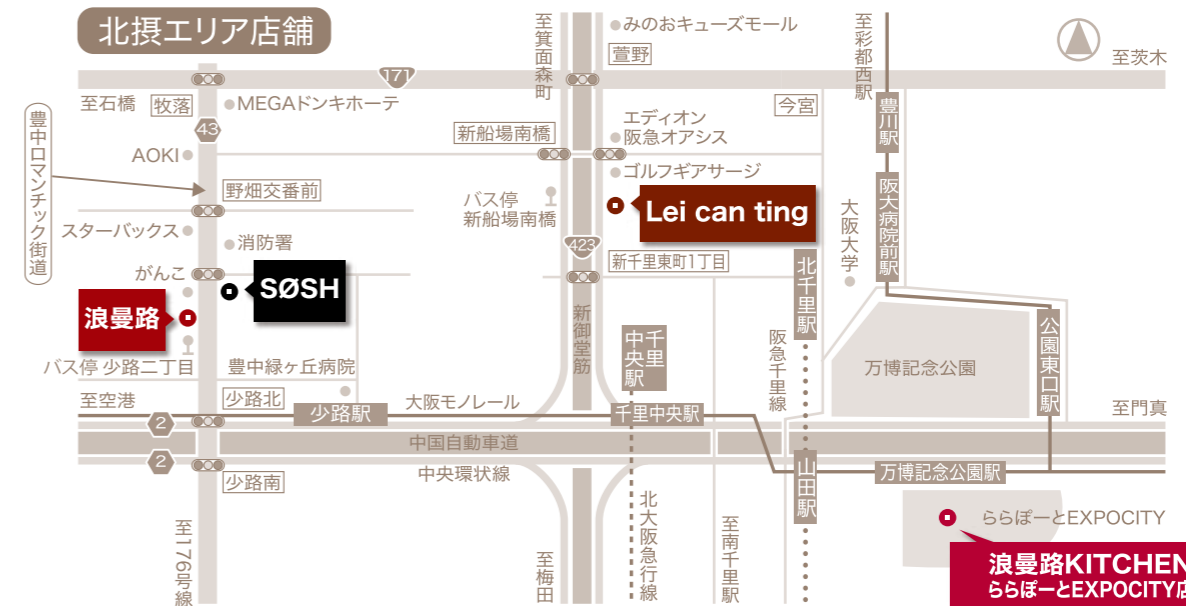 北摂エリア店舗
至箕面森町
みのおキューズモール
萱野
至彩都西駅
至茨木
171
至石橋
牧落
MEGAドンキホーテ
今宮
豊川駅
豊中ロマンチック街道
43
AOKI
新船場南橋
エディオン
阪急オアシス
ゴルフギアサージ
野畑交番前
バス停
新船場南橋
Lei can ting
阪大病院前駅
大阪大学
スターバックス
消防署
423
新千里東町1丁目
北千里駅
がんこ
SØSH
浪曼路
新御堂筋
千里
中央駅
阪急千里線
万博記念公園
公園東口駅
バス停 少路二丁目
豊中緑ヶ丘病院
至空港
少路北
少路駅
大阪モノレール
千里中央駅
至門真
2
中国自動車道
2
少路南
中央環状線
山田駅
万博記念公園駅
至176号線
至梅田
北大阪急行線
至南千里駅
ららぽーとEXPOCITY
浪曼路KITCHEN
ららぽーとEXPOCITY店